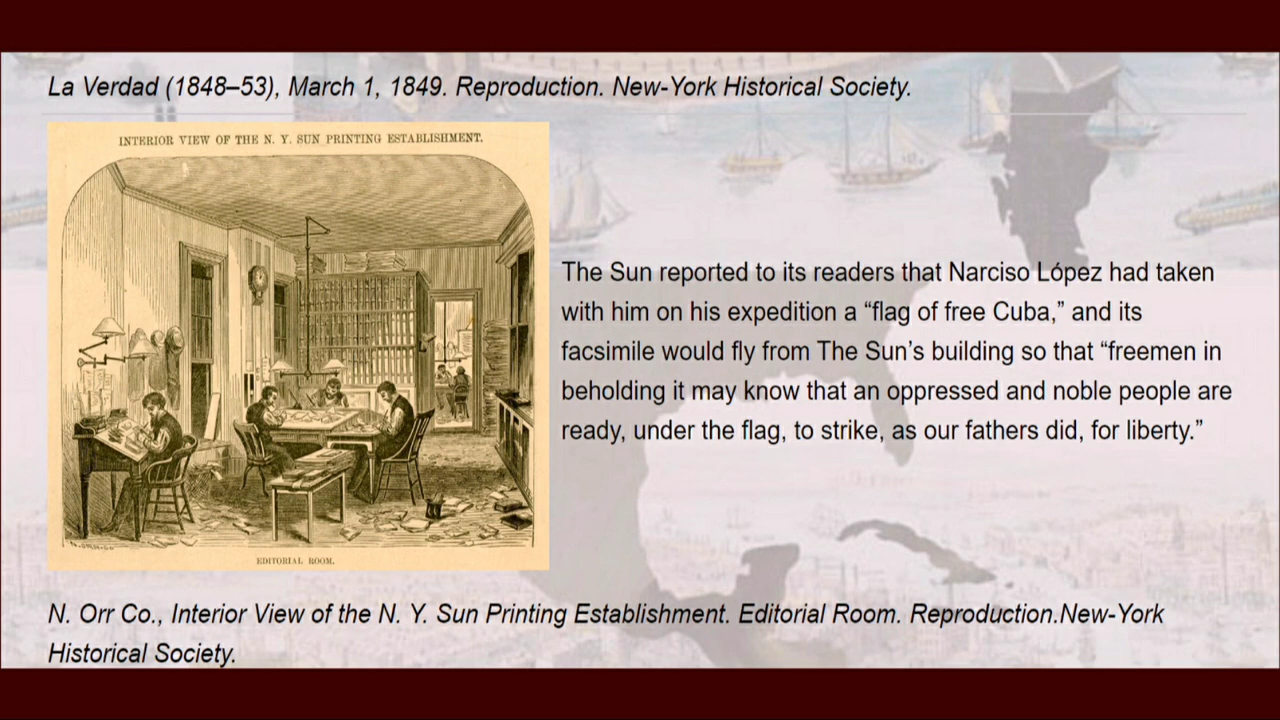 La Verdad (1848–53), March 1, 1849. Reproduction. New-York Historical Society.
INTERIOR VIEW OF THE N. Y. SUN PRINTING ESTABLISHMENT.
The Sun reported to its readers that Narciso López had taken
with him on his expedition a “flag of free Cuba,” and its
facsimile would fly from The Sun’s building so that “freemen in
beholding it may know that an oppressed and noble people are
ready, under the flag, to strike, as our fathers did, for liberty.”
EDITORIAL ROOM.
N. Orr Co., Interior View of the N. Y. Sun Printing Establishment. Editorial Room. Reproduction.New-York
Historical Society.